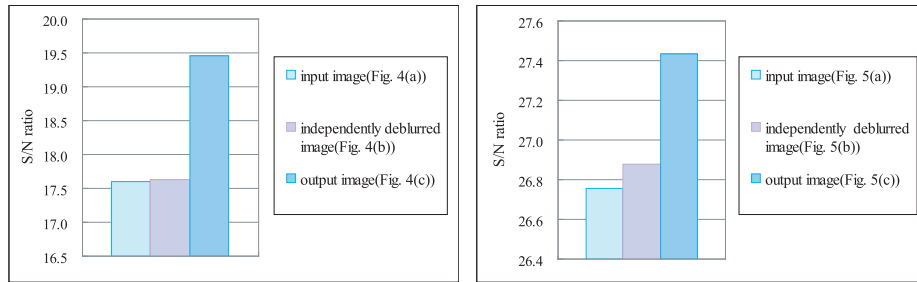 20.0
19.5
19.0
18.5
18.0
17.5
17.0
16.5
S/N ratio
input image(Fig. 4(a))
independently deblurred
image(Fig. 4(b))
output image(Fig. 4(c))
27.6
27.4
27.2
27.0
26.8
26.6
26.4
S/N ratio
input image(Fig. 5(a))
independently deblurred
image(Fig. 5(b))
output image(Fig. 5(c))